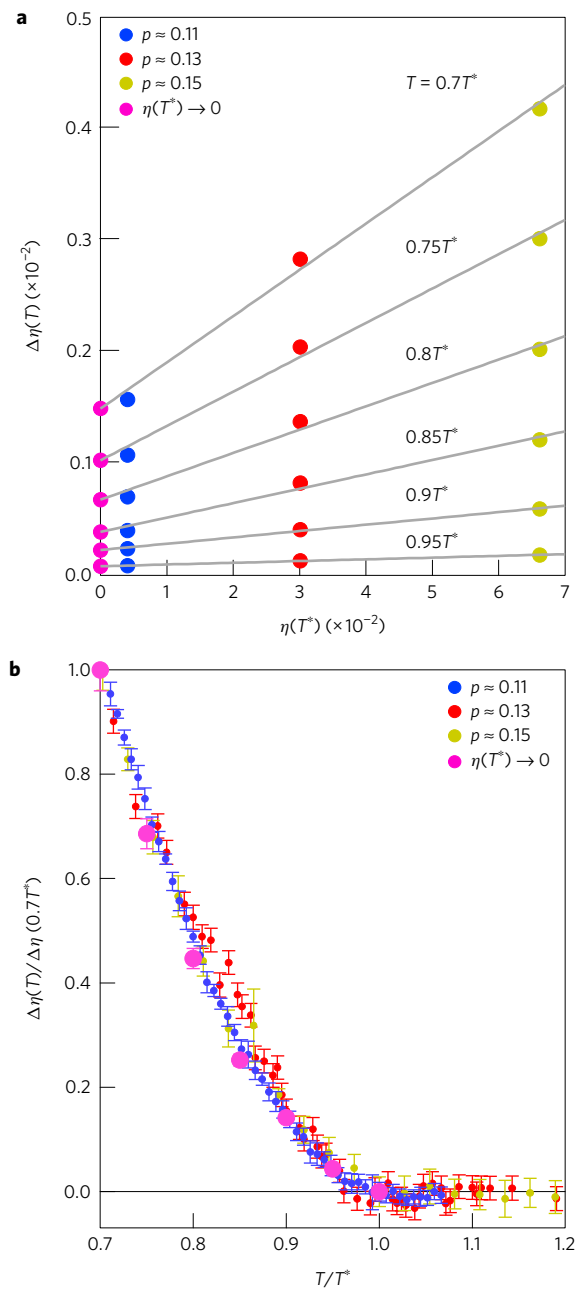 a
p ≈ 0.11
p ≈ 0.13
p ≈ 0.15
η(T*) → 0
T = 0.7T*
0.75T*
0.8T*
0.85T*
0.9T*
0.95T*
0.5
0.4
0.3
0.2
0.1
0.0
Δη(T) (×10⁻²)
0 1 2 3 4 5 6 7
η(T*) (×10⁻²)
b
p ≈ 0.11
p ≈ 0.13
p ≈ 0.15
η(T*) → 0
1.0
0.8
0.6
0.4
0.2
0.0
Δη(T)/Δη (0.7T*)
0.7 0.8 0.9 1.0 1.1 1.2
T/T*